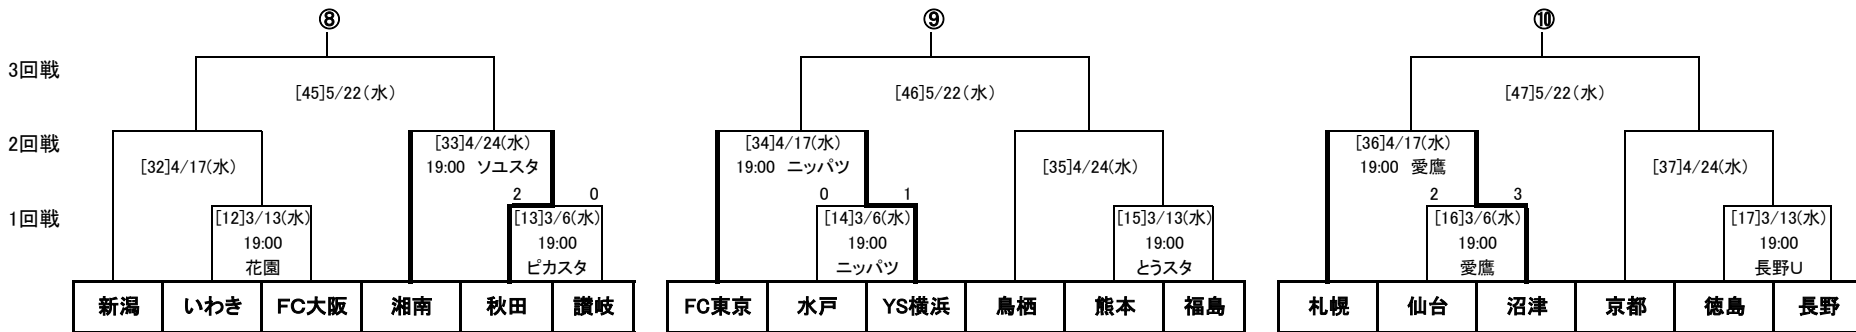 ⑧ ⑨ ⑩
3回戦
[45]5/22(水) [46]5/22(水) [47]5/22(水)
2回戦 [33]4/24(水) [34]4/17(水) [36]4/17(水)
[32]4/17(水) 19:00 ソユスタ 19:00 ニッパツ [35]4/24(水) 19:00 愛鷹 [37]4/24(水)
2 0 0 1 2 3
1回戦 [12]3/13(水) [13]3/6(水) [14]3/6(水) [15]3/13(水) [16]3/6(水) [17]3/13(水)
19:00 19:00 19:00 19:00 19:00 19:00
花園 ピカスタ ニッパツ とうスタ 愛鷹 長野U
新潟 いわき FC大阪 湘南 秋田 讃岐 FC東京 水戸 YS横浜 鳥栖 熊本 福島 札幌 仙台 沼津 京都 徳島 長野